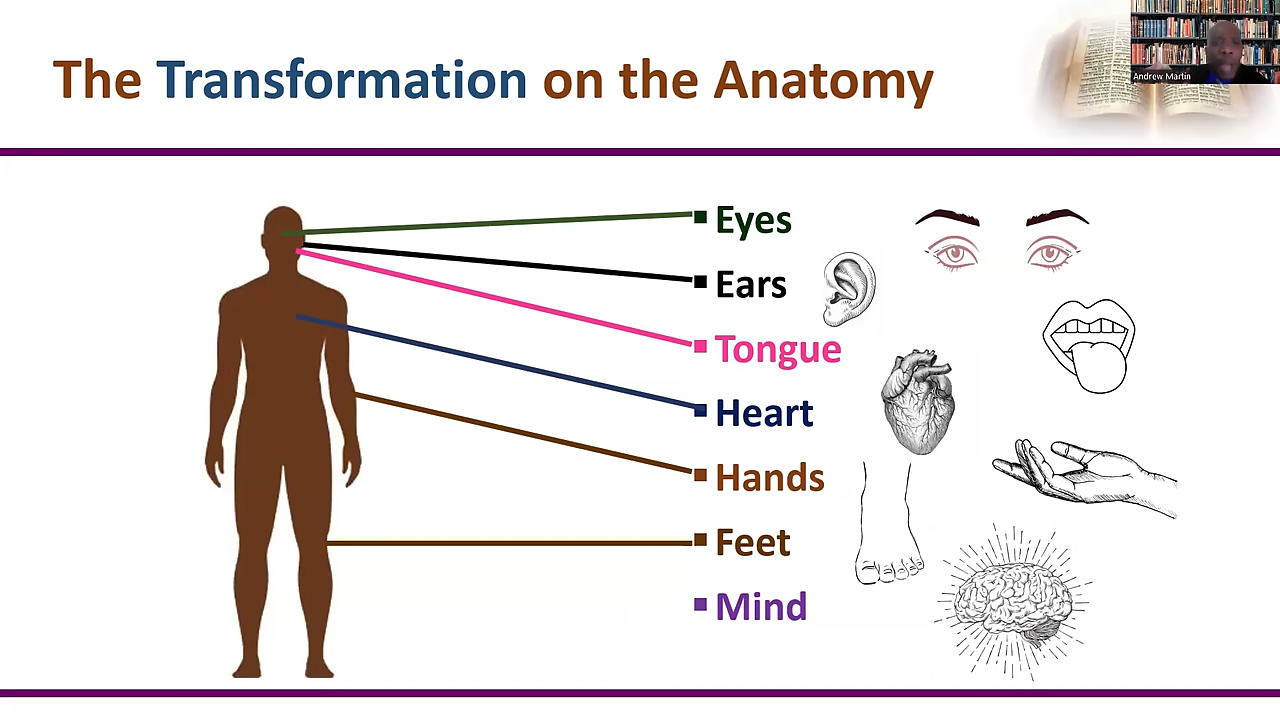 The Transformation on the Anatomy
Andrew Martin
Eyes
Ears
Tongue
Heart
Hands
Feet
Mind